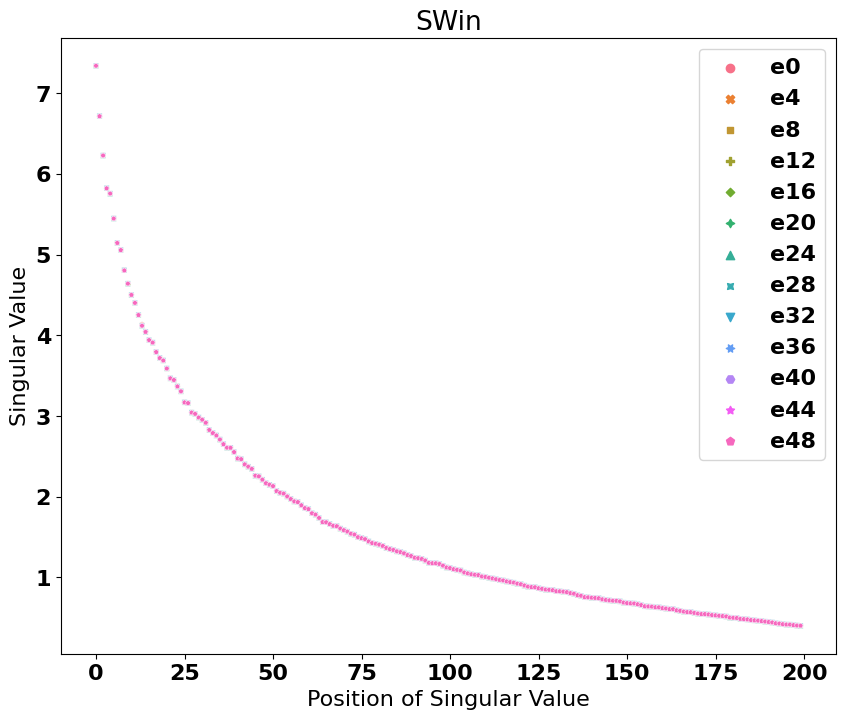 SWin
Singular Value
7
6
5
4
3
2
1
0 25 50 75 100 125 150 175 200
Position of Singular Value
e0
e4
e8
e12
e16
e20
e24
e28
e32
e36
e40
e44
e48